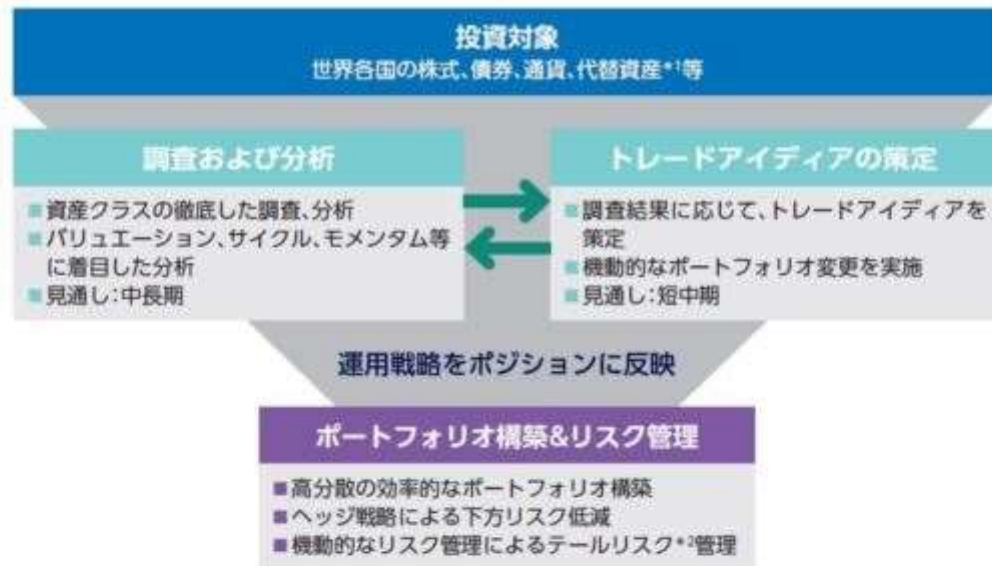 投資対象
世界各国の株式、債券、通貨、代替資産*1等
調査および分析
■資産クラスの徹底した調査、分析
■バリュエーション、サイクル、モメンタム等
に着目した分析
■見通し:中長期
トレードアイディアの策定
■調査結果に応じて、トレードアイディアを
策定
■機動的なポートフォリオ変更を実施
■見通し:短中期
運用戦略をポジションに反映
ポートフォリオ構築&リスク管理
■高分散の効率的なポートフォリオ構築
■ヘッジ戦略による下方リスク低減
■機動的なリスク管理によるテールリスク*2管理